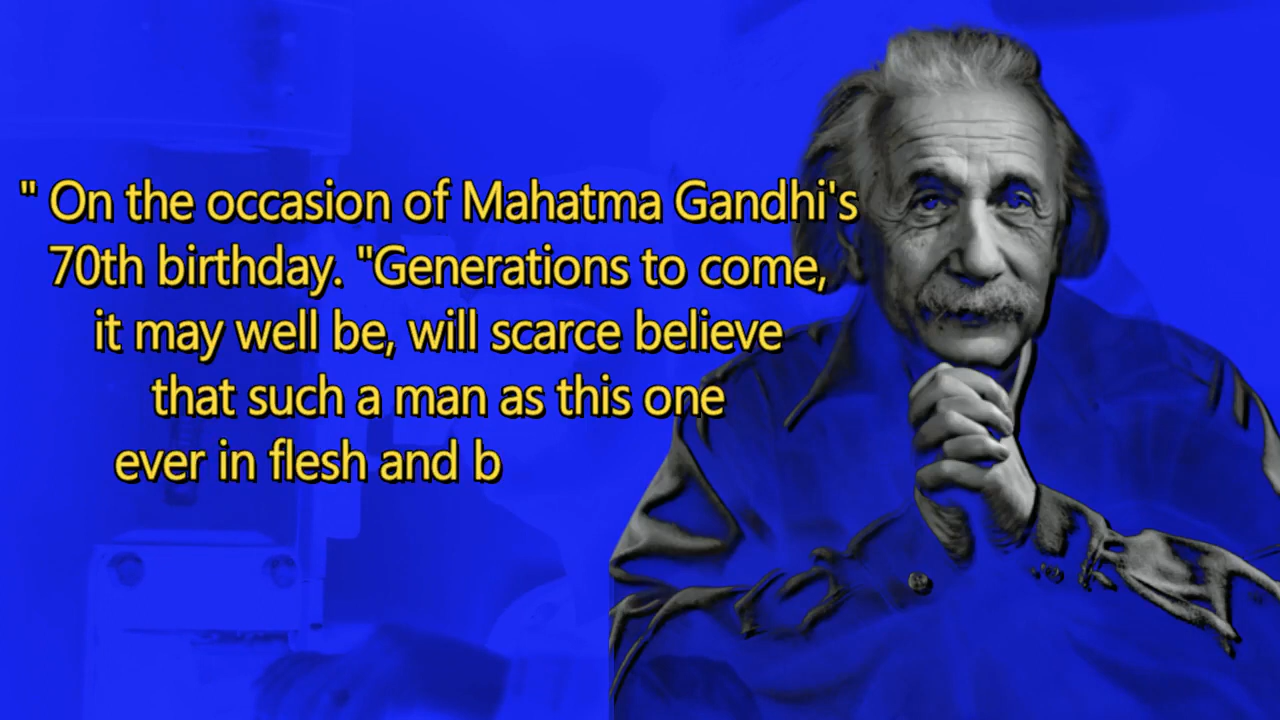 " On the occasion of Mahatma Gandhi's
70th birthday. "Generations to come,
it may well be, will scarce believe
that such a man as this one
ever in flesh and b